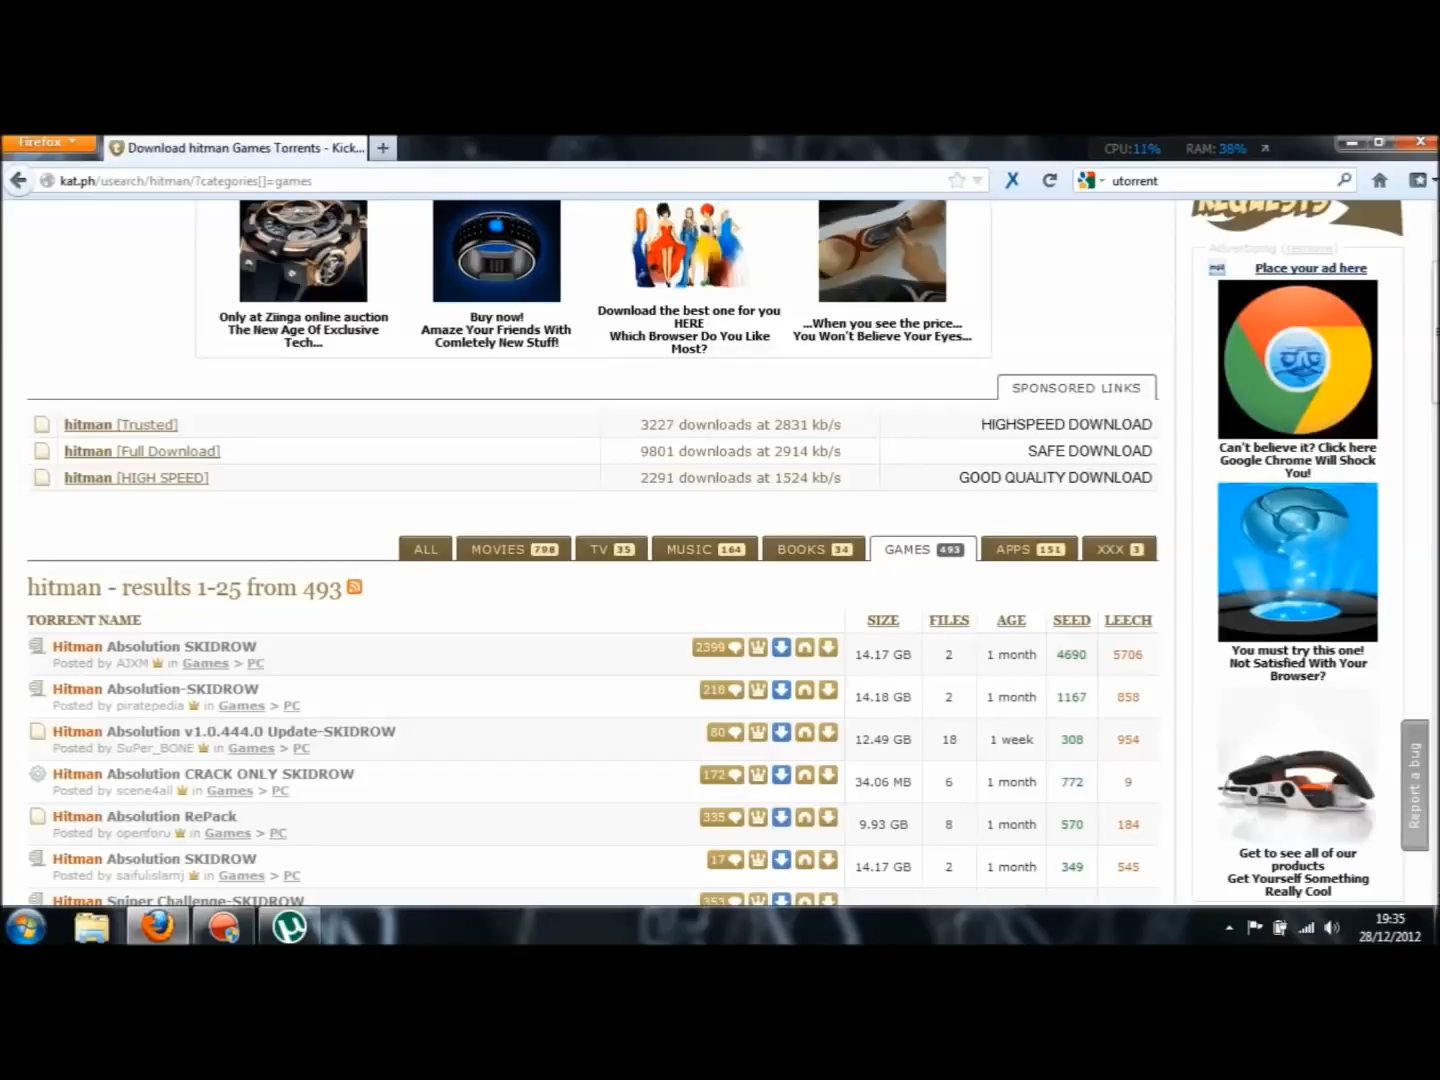 Firefox
Download hitman Games Torrents - Kick...
CPU:11% RAM: 38%
kat.ph/usearch/hitman/?categories[]=games
utorrent
REQUESTS
Advertising (remove)
Place your ad here
Only at Ziinga online auction
The New Age Of Exclusive
Tech...
Buy now!
Amaze Your Friends With
Comletely New Stuff!
Download the best one for you
HERE
Which Browser Do You Like
Most?
...When you see the price...
You Won't Believe Your Eyes...
SPONSORED LINKS
hitman [Trusted] 3227 downloads at 2831 kb/s HIGHSPEED DOWNLOAD
hitman [Full Download] 9801 downloads at 2914 kb/s SAFE DOWNLOAD
hitman [HIGH SPEED] 2291 downloads at 1524 kb/s GOOD QUALITY DOWNLOAD
Can't believe it? Click here
Google Chrome Will Shock
You!
ALL MOVIES 798 TV 35 MUSIC 164 BOOKS 34 GAMES 493 APPS 151 XXX 3
hitman - results 1-25 from 493
TORRENT NAME SIZE FILES AGE SEED LEECH
Hitman Absolution SKIDROW 2399 14.17 GB 2 1 month 4690 5706
Posted by AJXM in Games > PC
Hitman Absolution-SKIDROW 218 14.18 GB 2 1 month 1167 858
Posted by piratepedia in Games > PC
Hitman Absolution v1.0.444.0 Update-SKIDROW 80 12.49 GB 18 1 week 308 954
Posted by SuPer_BONE in Games > PC
Hitman Absolution CRACK ONLY SKIDROW 172 34.06 MB 6 1 month 772 9
Posted by scene4all in Games > PC
Hitman Absolution RePack 335 9.93 GB 8 1 month 570 184
Posted by openforu in Games > PC
Hitman Absolution SKIDROW 17 14.17 GB 2 1 month 349 545
Posted by saifulislamj in Games > PC
Hitman Sniper Challenge-SKIDROW 353
You must try this one!
Not Satisfied With Your
Browser?
Report a bug
Get to see all of our
products
Get Yourself Something
Really Cool
19:35
28/12/2012